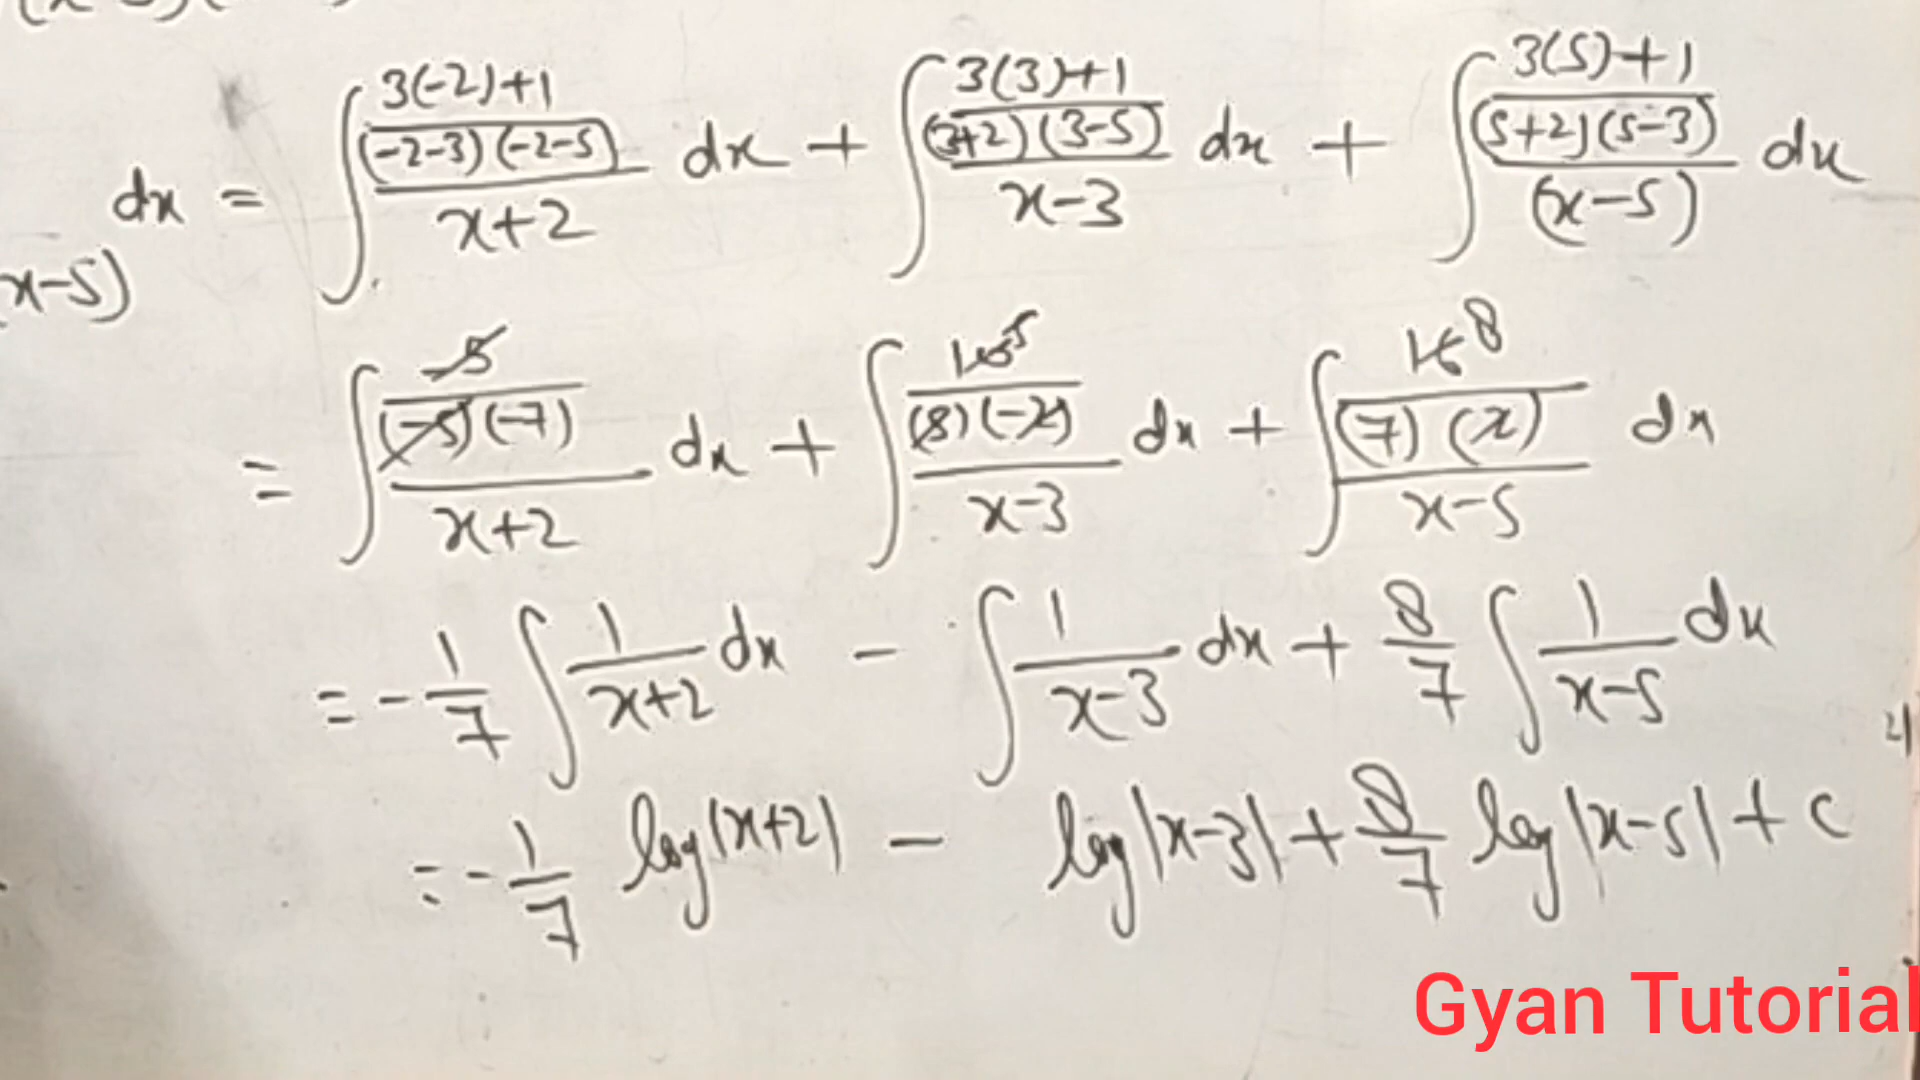 dx = ∫ (3(-2)+1)/((-2-3)(-2-5))/(x+2) dx + ∫ (3(3)+1)/((3+2)(3-5))/(x-3) dx + ∫ (3(5)+1)/((5+2)(5-3))/(x-5) dx
x-5)
= ∫ -5/((-5)(-7))/(x+2) dx + ∫ 10 5/((5)(-2))/(x-3) dx + ∫ 16 8/((7)(2))/(x-5) dx
= -1/7 ∫ 1/(x+2) dx - ∫ 1/(x-3) dx + 8/7 ∫ 1/(x-5) dx
= -1/7 log|x+2| - log|x-3| + 8/7 log|x-5| + c
Gyan Tutorial